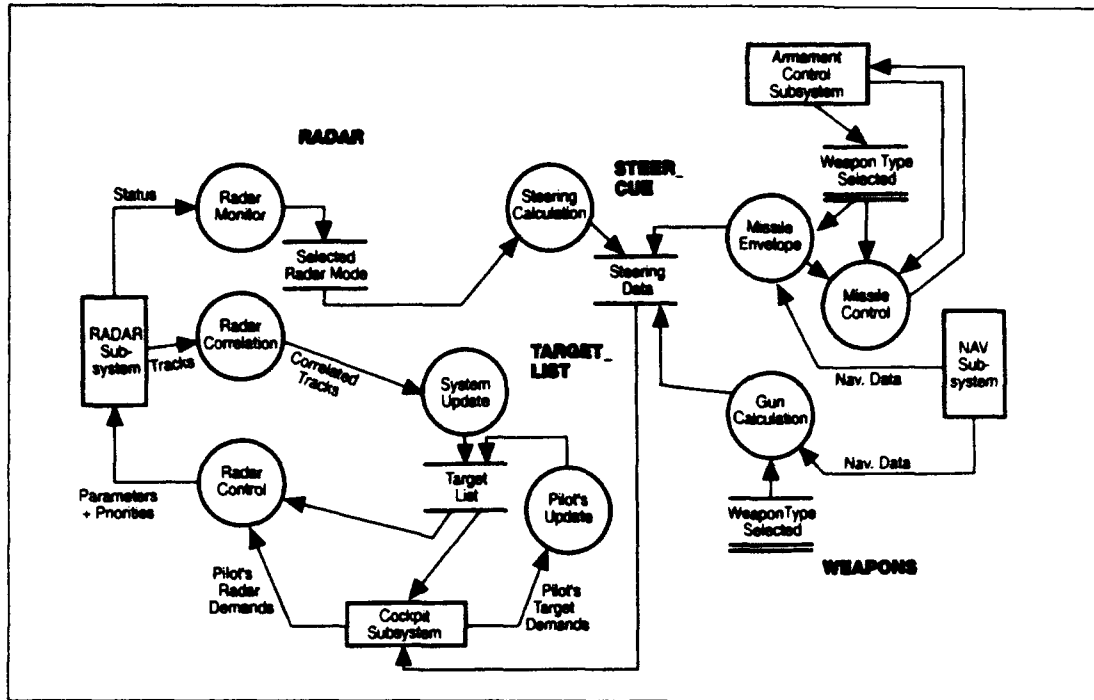 Armament
Control
Subsystem
RADAR
STEER_
CUE
Weapon Type
Selected
Status
Radar
Monitor
Steering
Calculation
Missile
Envelope
Selected
Radar Mode
Steering
Data
Missile
Control
RADAR
Sub-
system
Tracks
Radar
Correlation
Correlated
Tracks
TARGET_
LIST
NAV
Sub-
system
System
Update
Nav. Data
Gun
Calculation
Nav. Data
Radar
Control
Target
List
Pilot's
Update
Parameters
+ Priorities
WeaponType
Selected
WEAPONS
Pilot's
Radar
Demands
Cockpit
Subsystem
Pilot's
Target
Demands